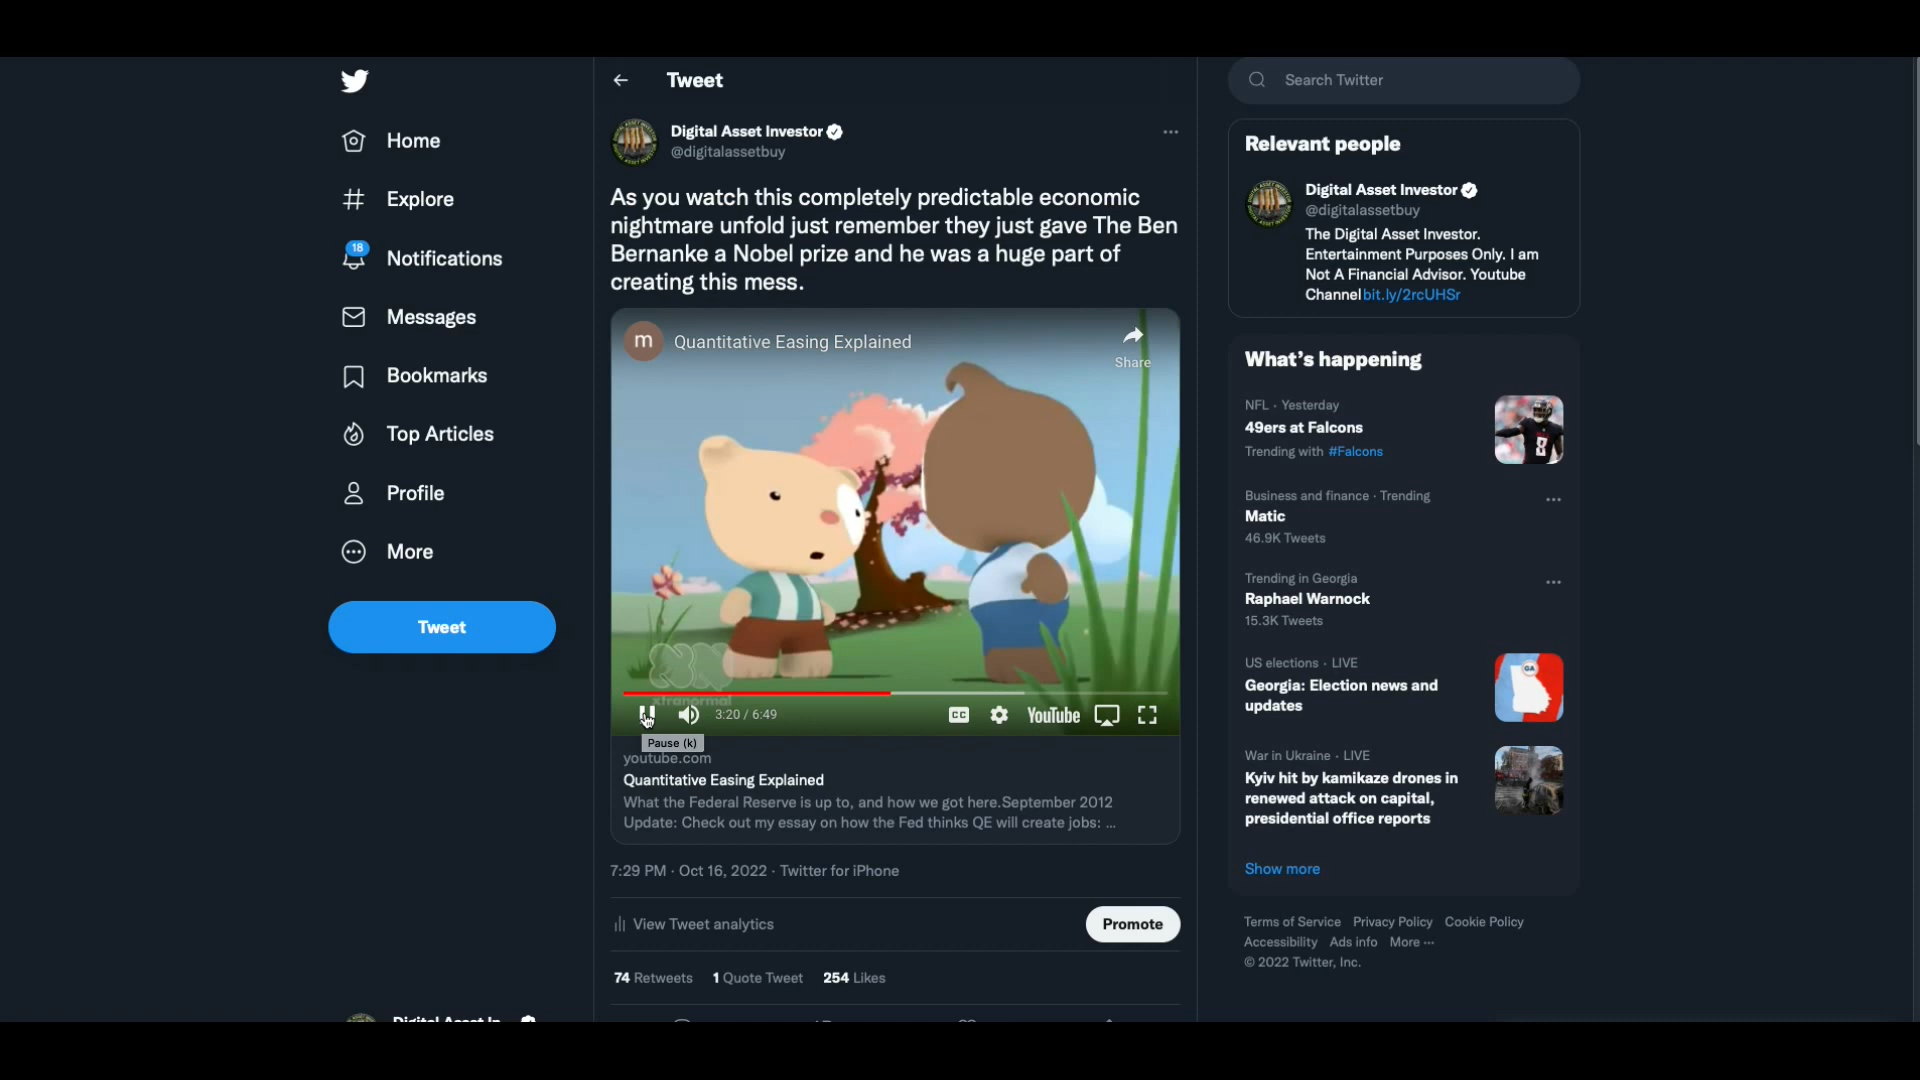 Tweet
Search Twitter
Home
Explore
18
Notifications
Messages
Bookmarks
Top Articles
Profile
More
Tweet
Digital Asset Investor
@digitalassetbuy
As you watch this completely predictable economic
nightmare unfold just remember they just gave The Ben
Bernanke a Nobel prize and he was a huge part of
creating this mess.
m Quantitative Easing Explained
Share
xtranormal
3:20 / 6:49
CC
YouTube
Pause (k)
youtube.com
Quantitative Easing Explained
What the Federal Reserve is up to, and how we got here.September 2012
Update: Check out my essay on how the Fed thinks QE will create jobs: ...
7:29 PM · Oct 16, 2022 · Twitter for iPhone
View Tweet analytics
Promote
74 Retweets 1 Quote Tweet 254 Likes
Relevant people
Digital Asset Investor
@digitalassetbuy
The Digital Asset Investor.
Entertainment Purposes Only. I am
Not A Financial Advisor. Youtube
Channel bit.ly/2rcUHSr
What's happening
NFL · Yesterday
49ers at Falcons
Trending with #Falcons
Business and finance · Trending
Matic
46.9K Tweets
Trending in Georgia
Raphael Warnock
15.3K Tweets
US elections · LIVE
Georgia: Election news and
updates
GA
War in Ukraine · LIVE
Kyiv hit by kamikaze drones in
renewed attack on capital,
presidential office reports
Show more
Terms of Service Privacy Policy Cookie Policy
Accessibility Ads info More ...
© 2022 Twitter, Inc.